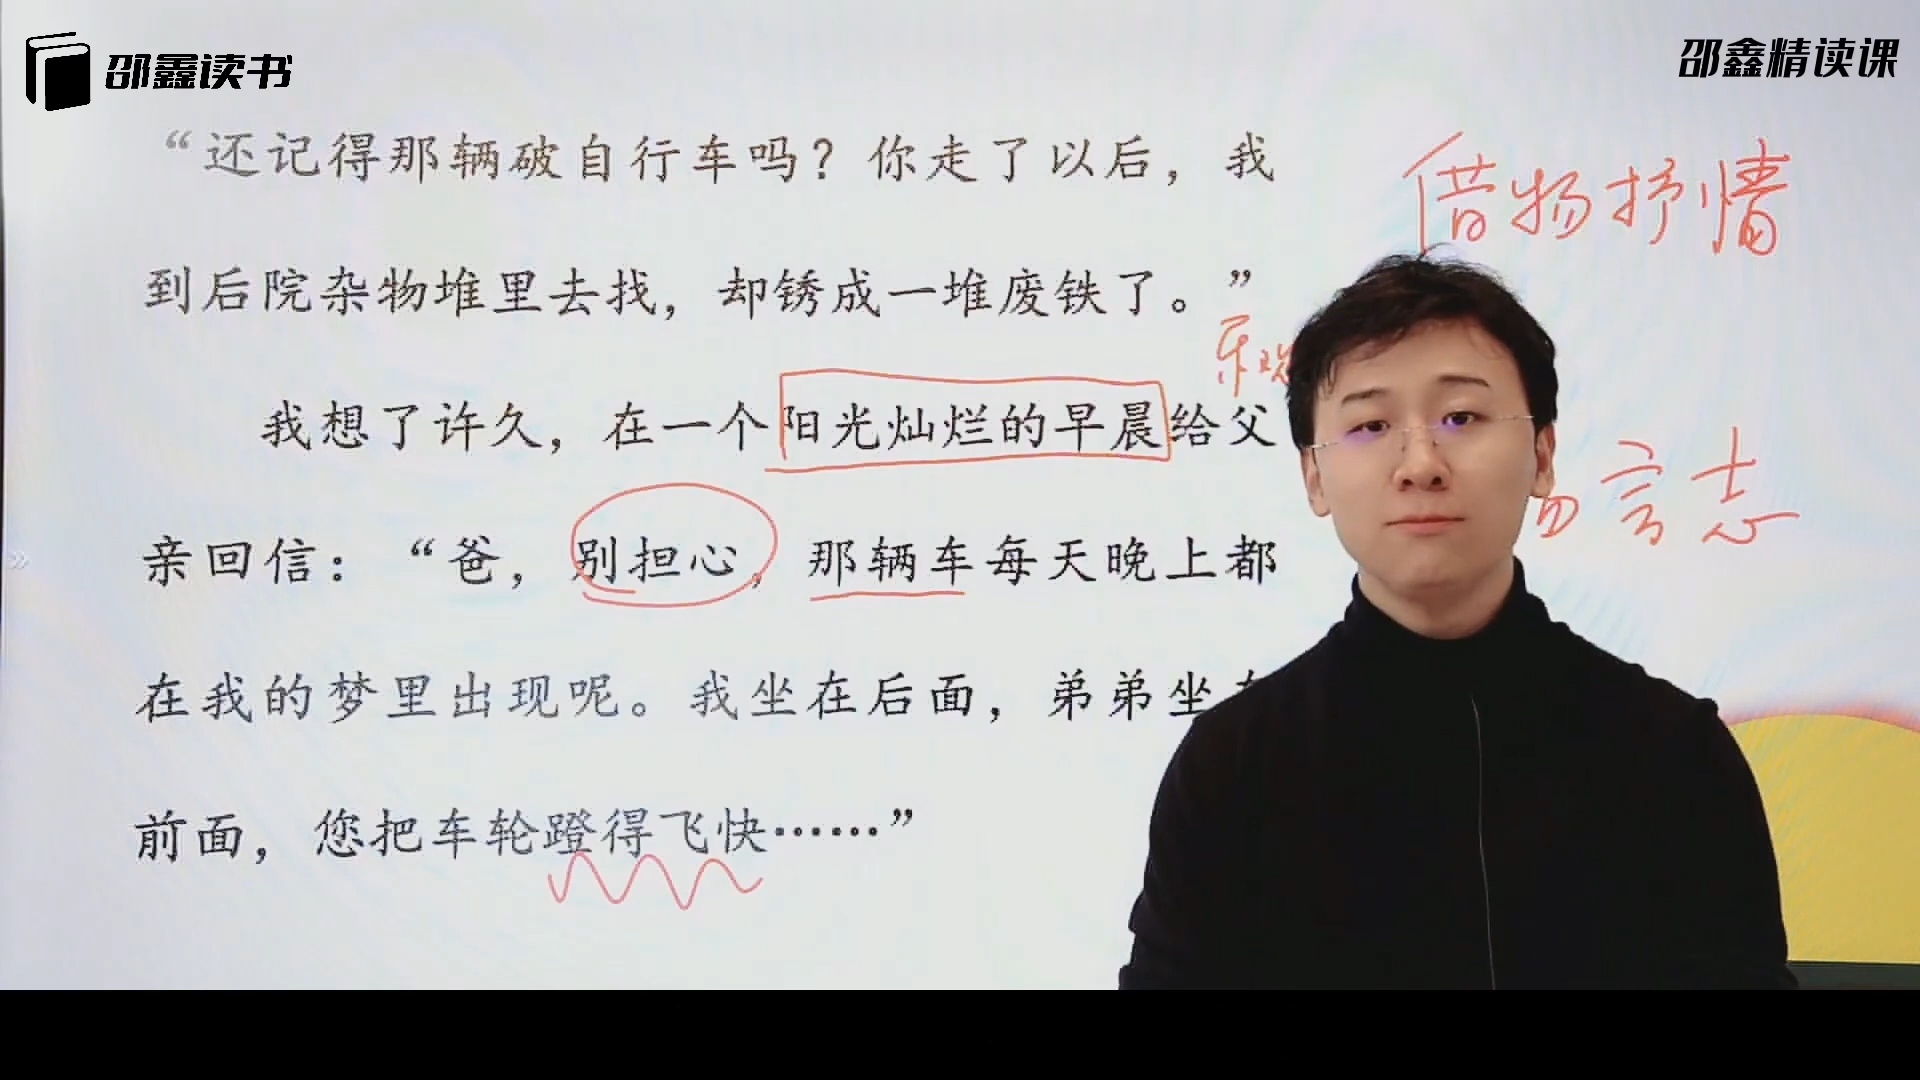 邵鑫读书
邵鑫精读课
“还记得那辆破自行车吗？你走了以后，我
到后院杂物堆里去找，却锈成一堆废铁了。”
我想了许久，在一个阳光灿烂的早晨给父
亲回信：“爸，别担心，那辆车每天晚上都
在我的梦里出现呢。我坐在后面，弟弟坐
前面，您把车轮蹬得飞快……”
借物抒情
乐观
言志